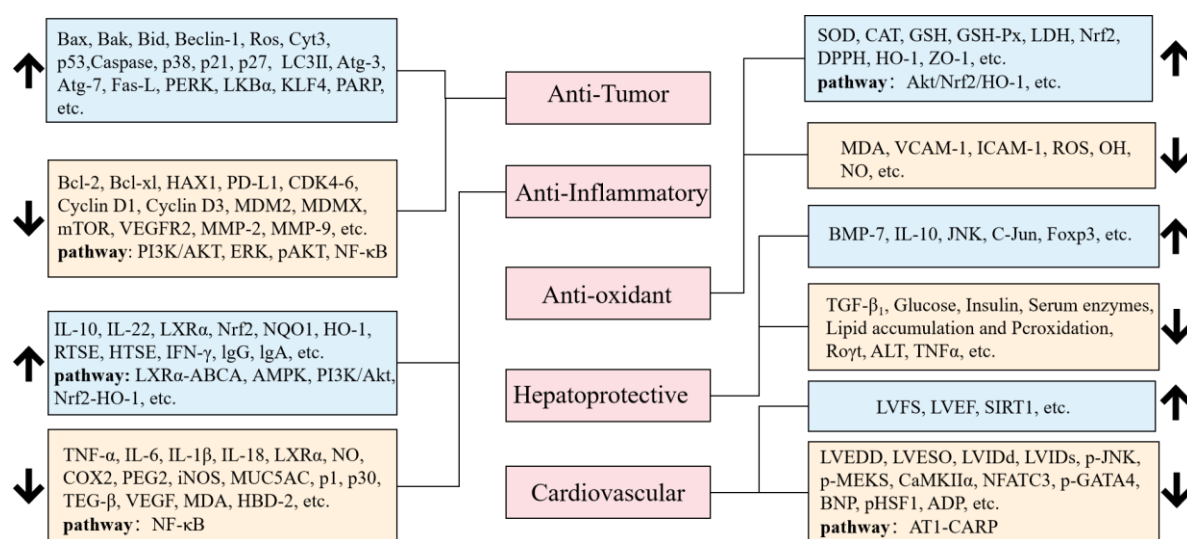 Bax, Bak, Bid, Beclin-1, Ros, Cyt3,
p53,Caspase, p38, p21, p27, LC3II, Atg-3,
Atg-7, Fas-L, PERK, LKBα, KLF4, PARP,
etc.
Bcl-2, Bcl-xl, HAX1, PD-L1, CDK4-6,
Cyclin D1, Cyclin D3, MDM2, MDMX,
mTOR, VEGFR2, MMP-2, MMP-9, etc.
pathway: PI3K/AKT, ERK, pAKT, NF-κB
IL-10, IL-22, LXRα, Nrf2, NQO1, HO-1,
RTSE, HTSE, IFN-γ, lgG, lgA, etc.
pathway: LXRα-ABCA, AMPK, PI3K/Akt,
Nrf2-HO-1, etc.
TNF-α, IL-6, IL-1β, IL-18, LXRα, NO,
COX2, PEG2, iNOS, MUC5AC, p1, p30,
TEG-β, VEGF, MDA, HBD-2, etc.
pathway: NF-κB
Anti-Tumor
Anti-Inflammatory
Anti-oxidant
Hepatoprotective
Cardiovascular
SOD, CAT, GSH, GSH-Px, LDH, Nrf2,
DPPH, HO-1, ZO-1, etc.
pathway: Akt/Nrf2/HO-1, etc.
MDA, VCAM-1, ICAM-1, ROS, OH,
NO, etc.
BMP-7, IL-10, JNK, C-Jun, Foxp3, etc.
TGF-β₁, Glucose, Insulin, Serum enzymes,
Lipid accumulation and Pcroxidation,
Roγt, ALT, TNFα, etc.
LVFS, LVEF, SIRT1, etc.
LVEDD, LVESO, LVIDd, LVIDs, p-JNK,
p-MEKS, CaMKIIα, NFATC3, p-GATA4,
BNP, pHSF1, ADP, etc.
pathway: AT1-CARP